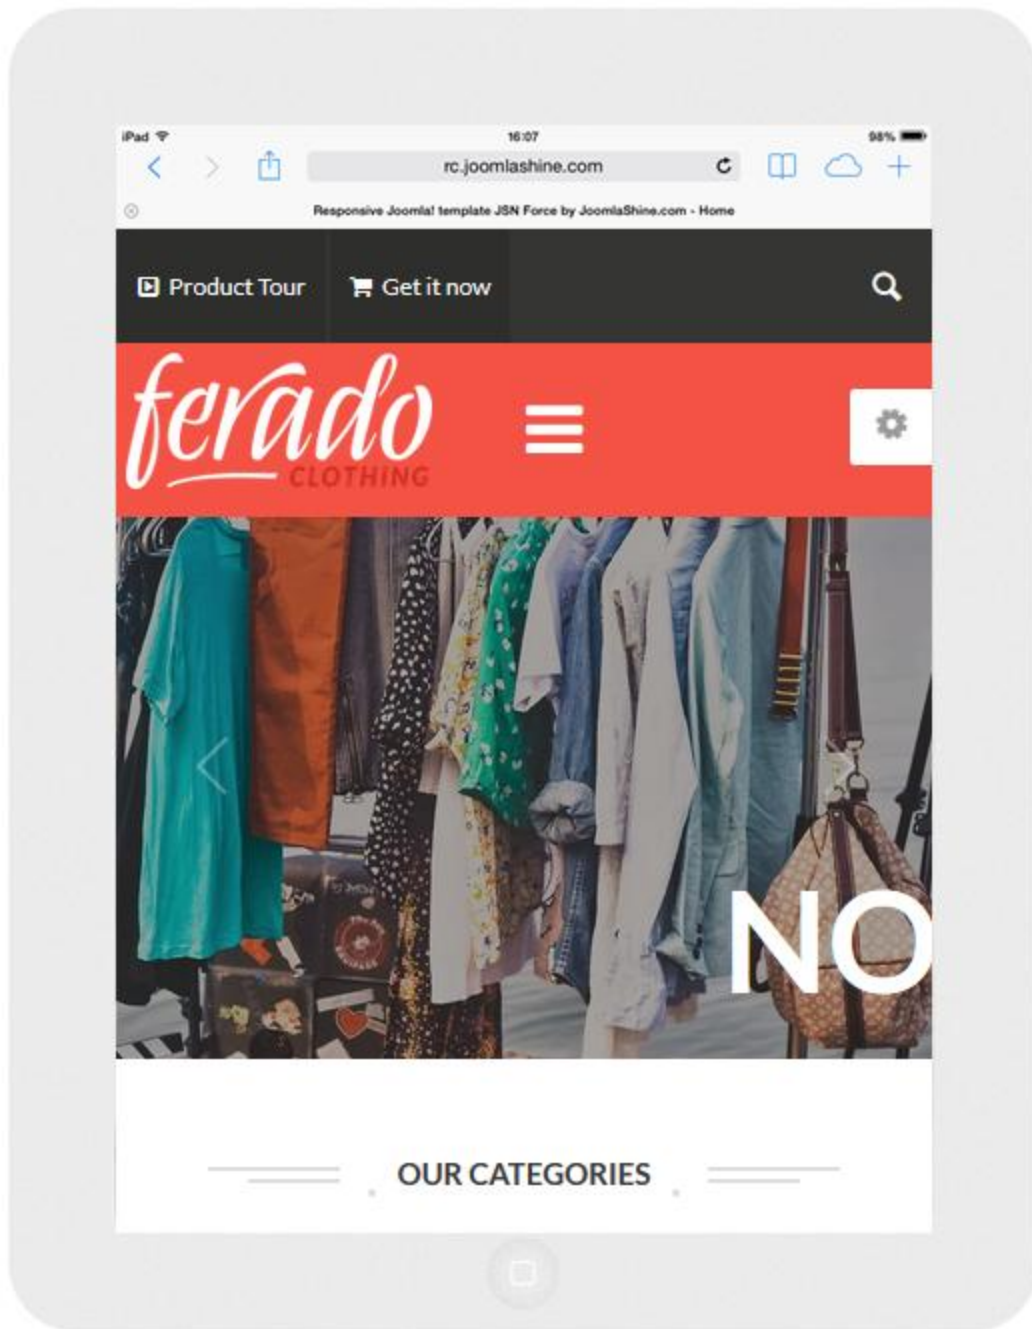 iPad 16:07 98%
rc.joomlashine.com
Responsive Joomla! template JSN Force by JoomlaShine.com - Home
Product Tour Get it now
ferado
CLOTHING
NO
OUR CATEGORIES